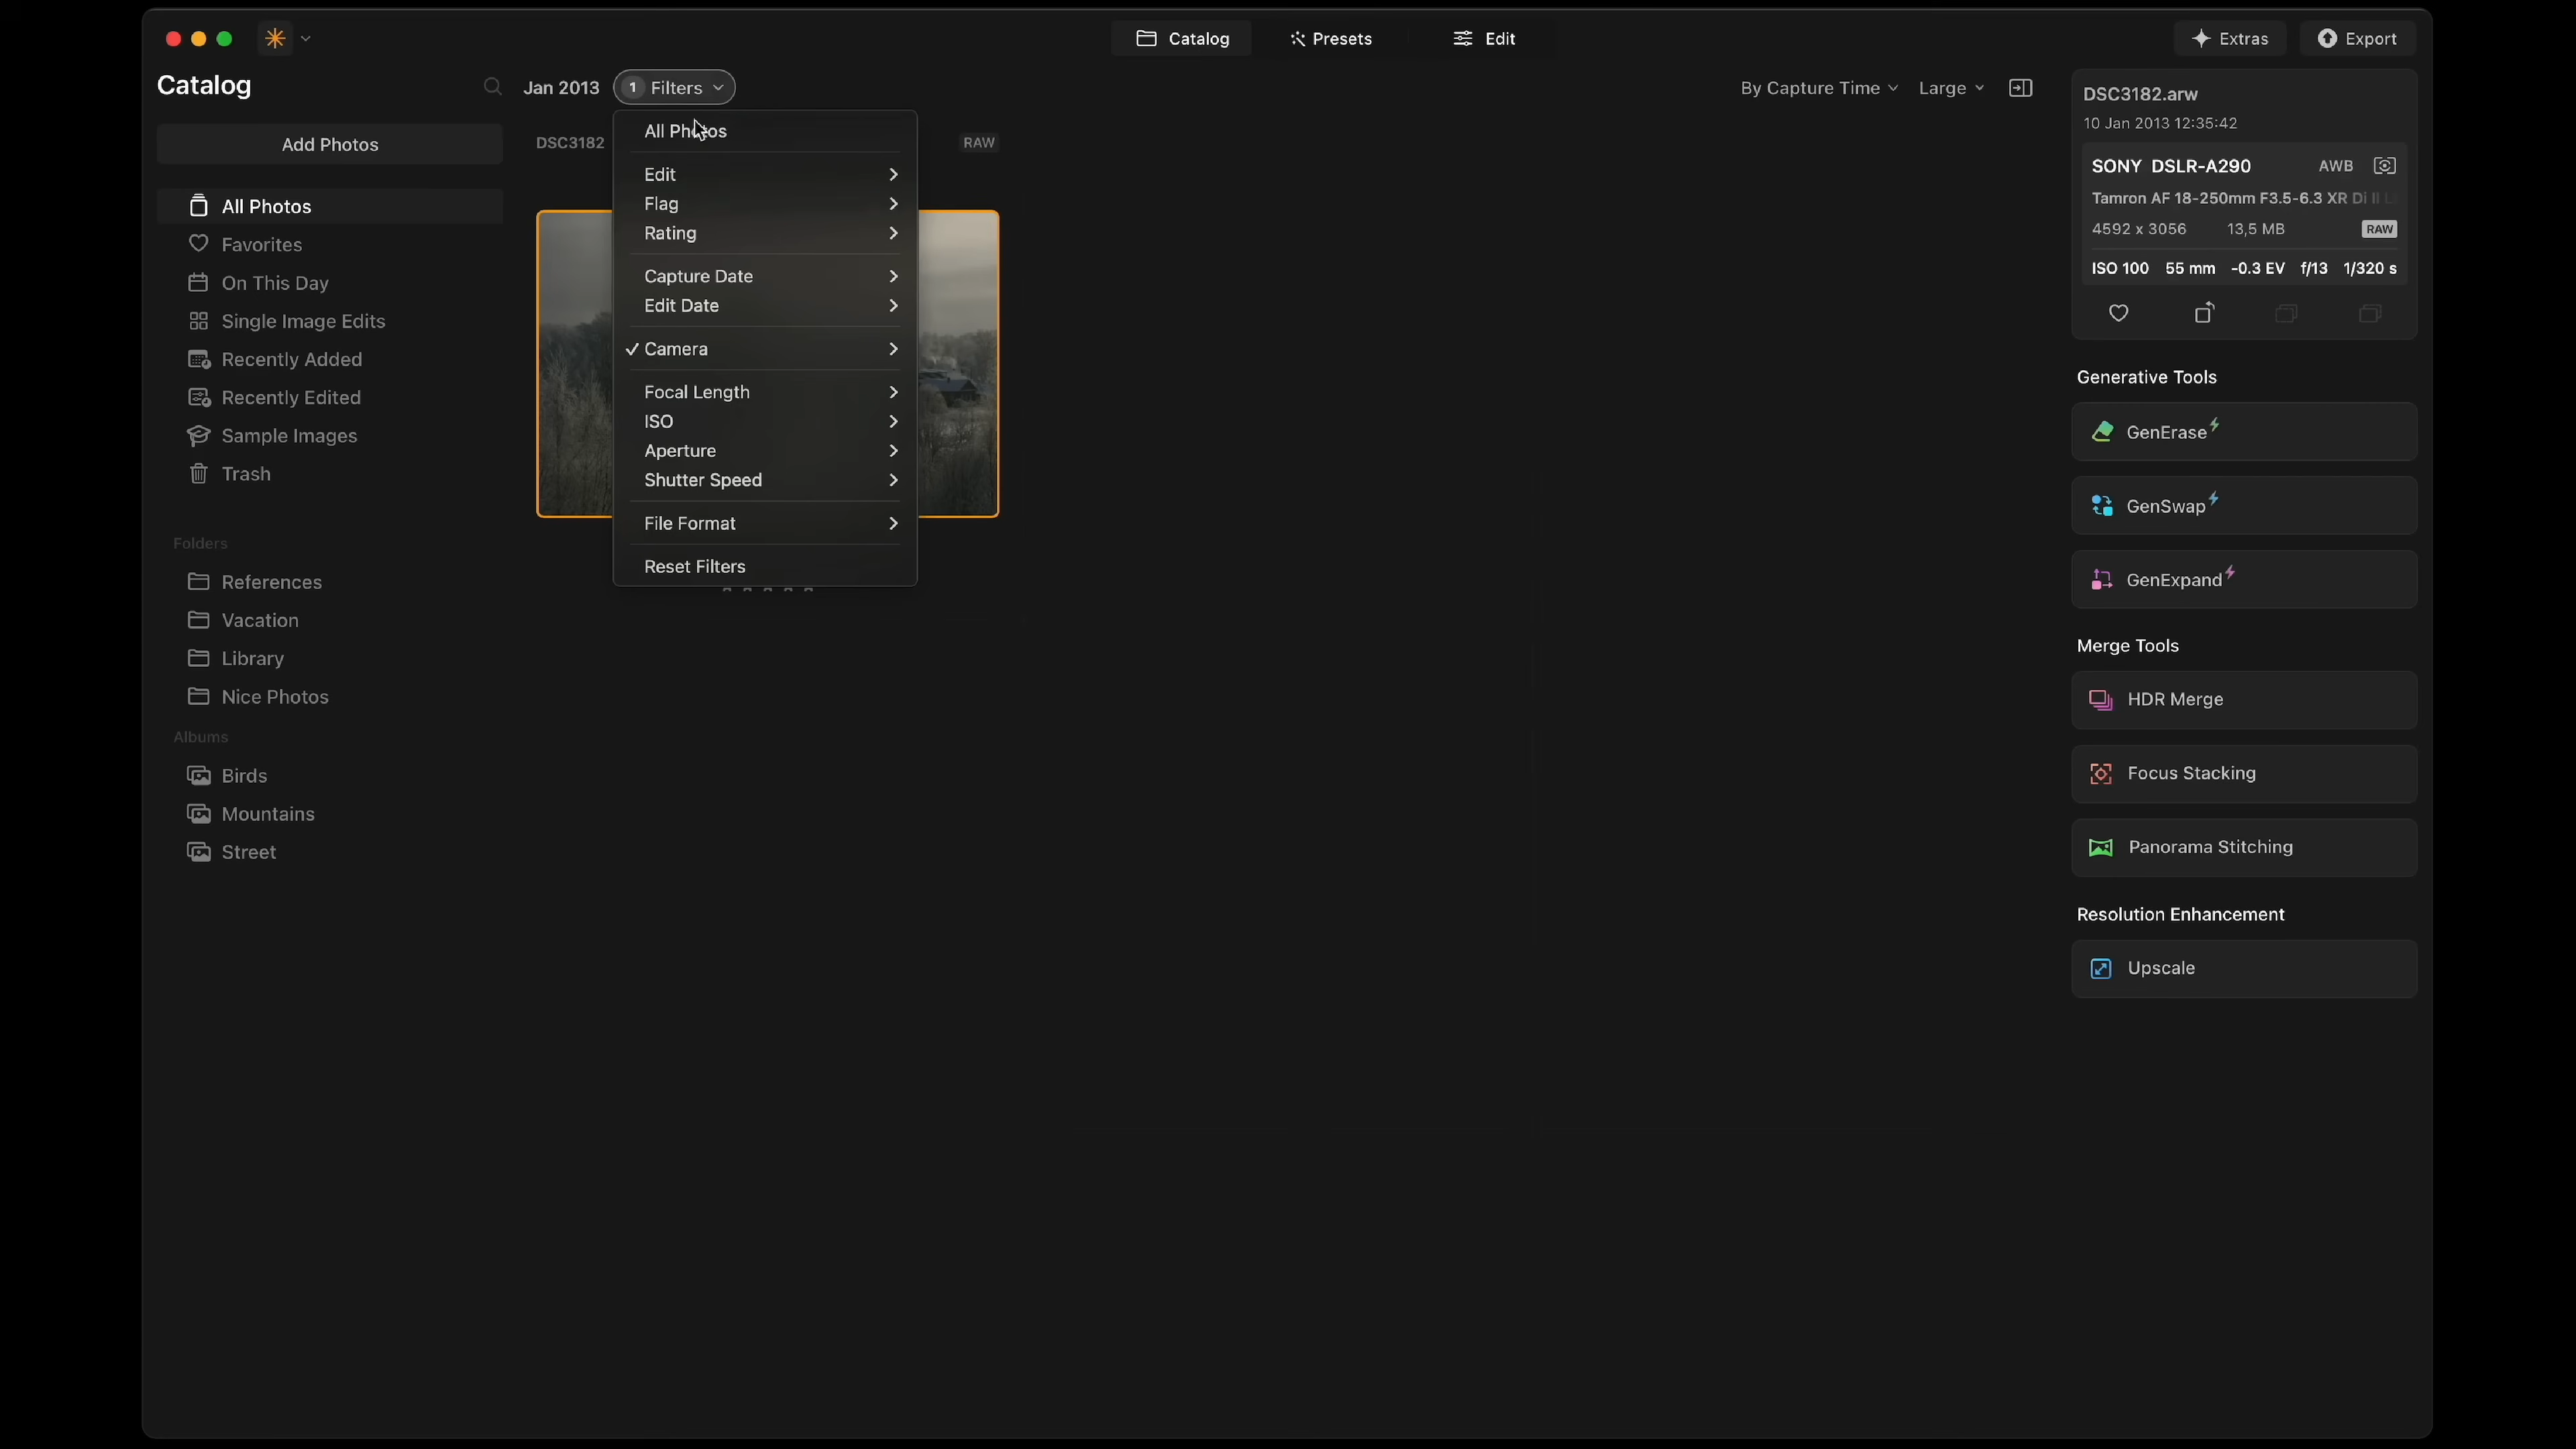 Catalog
Presets
Edit
Extras
Export
Catalog
Jan 2013
1 Filters
By Capture Time
Large
Add Photos
All Photos
Favorites
On This Day
Single Image Edits
Recently Added
Recently Edited
Sample Images
Trash
Folders
References
Vacation
Library
Nice Photos
Albums
Birds
Mountains
Street
DSC3182
RAW
All Photos
Edit
Flag
Rating
Capture Date
Edit Date
✓ Camera
Focal Length
ISO
Aperture
Shutter Speed
File Format
Reset Filters
DSC3182.arw
10 Jan 2013 12:35:42
SONY DSLR-A290 AWB
Tamron AF 18-250mm F3.5-6.3 XR Di II
4592 x 3056 13,5 MB RAW
ISO 100 55 mm -0.3 EV f/13 1/320 s
Generative Tools
GenErase
GenSwap
GenExpand
Merge Tools
HDR Merge
Focus Stacking
Panorama Stitching
Resolution Enhancement
Upscale